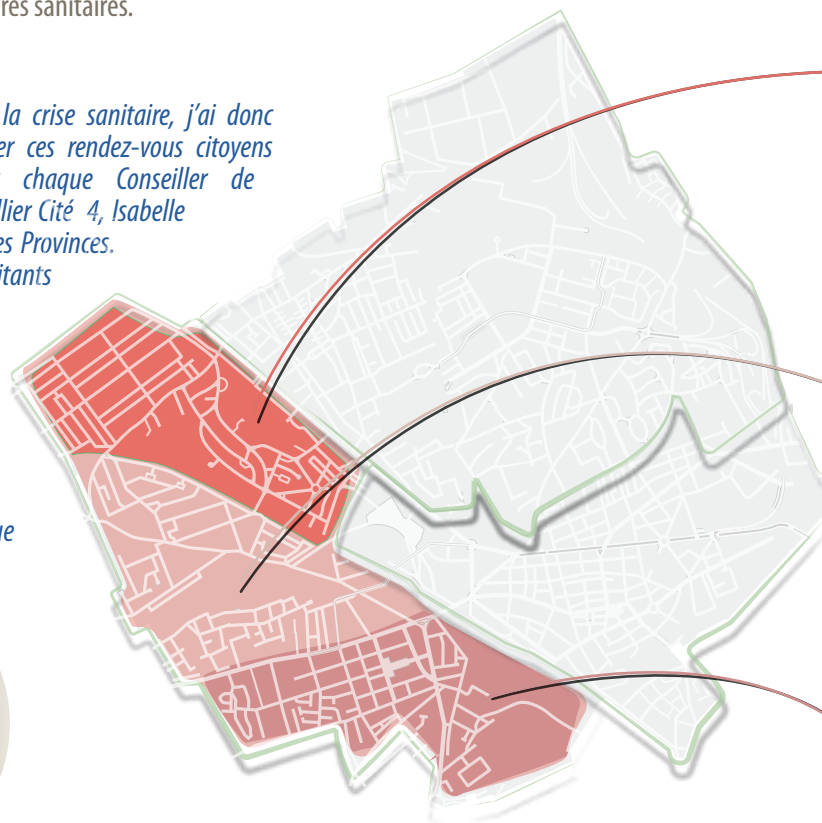 res sanitaires.
la crise sanitaire, j'ai donc
er ces rendez-vous citoyens
chaque Conseiller de
llier Cité 4, Isabelle
es Provinces.
itants
ue